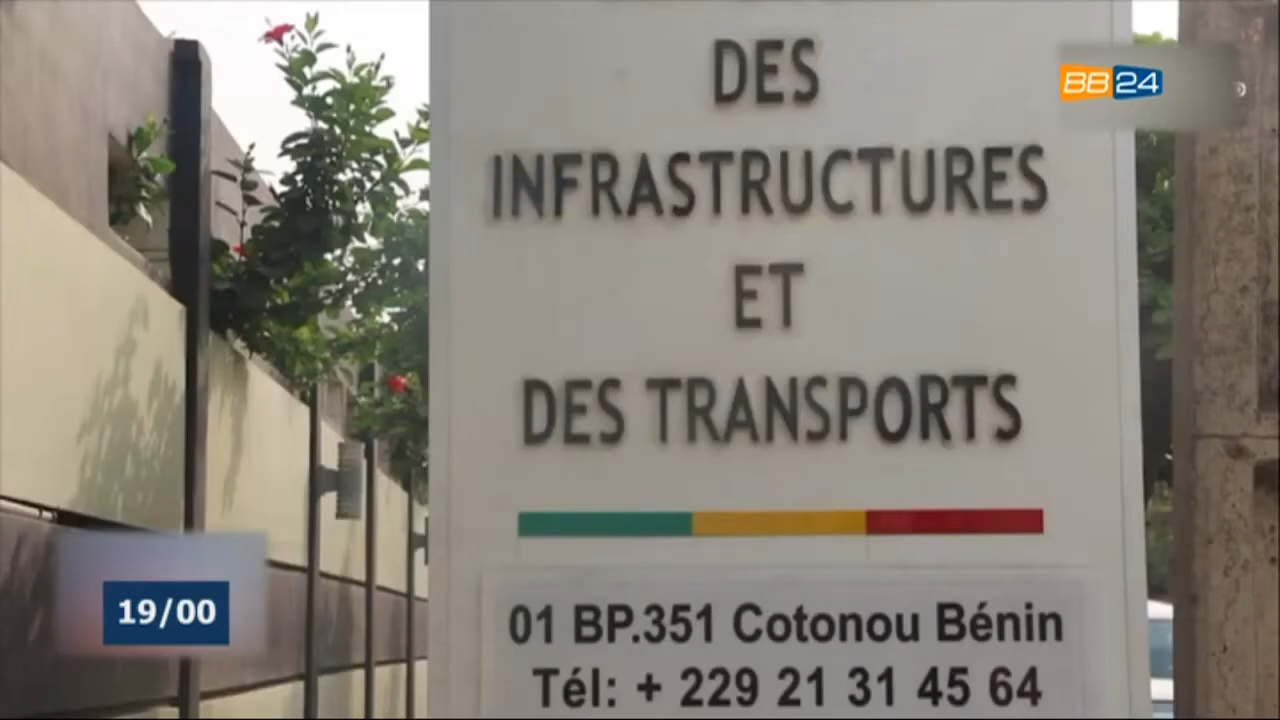 DES
BB24
INFRASTRUCTURES
ET
DES TRANSPORTS
19/00
01 BP.351 Cotonou Bénin
Tél: + 229 21 31 45 64